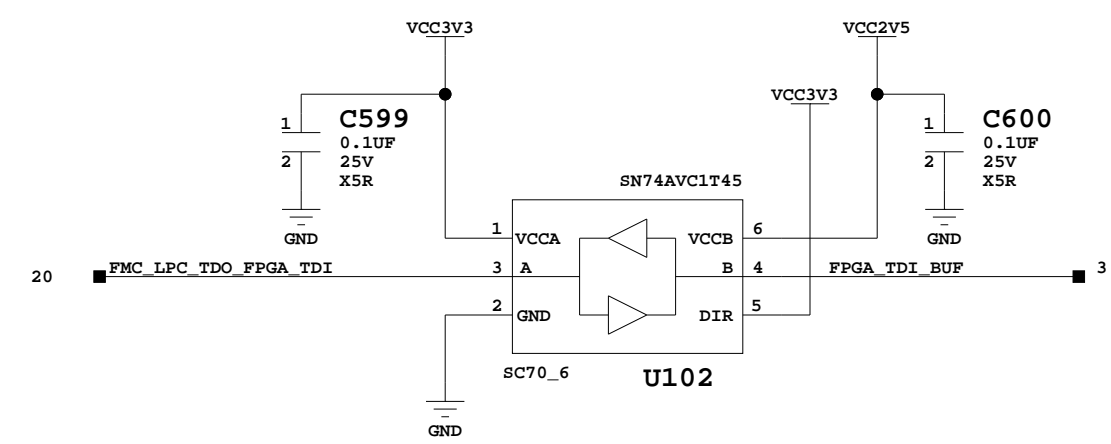 VCC3V3
VCC2V5
VCC3V3
1
C599
0.1UF
2
25V
X5R
GND
1
C600
0.1UF
2
25V
X5R
GND
SN74AVC1T45
1
VCCA
VCCB
6
20
FMC_LPC_TDO_FPGA_TDI
3
A
B
4
FPGA_TDI_BUF
3
2
GND
DIR
5
SC70_6
U102
GND